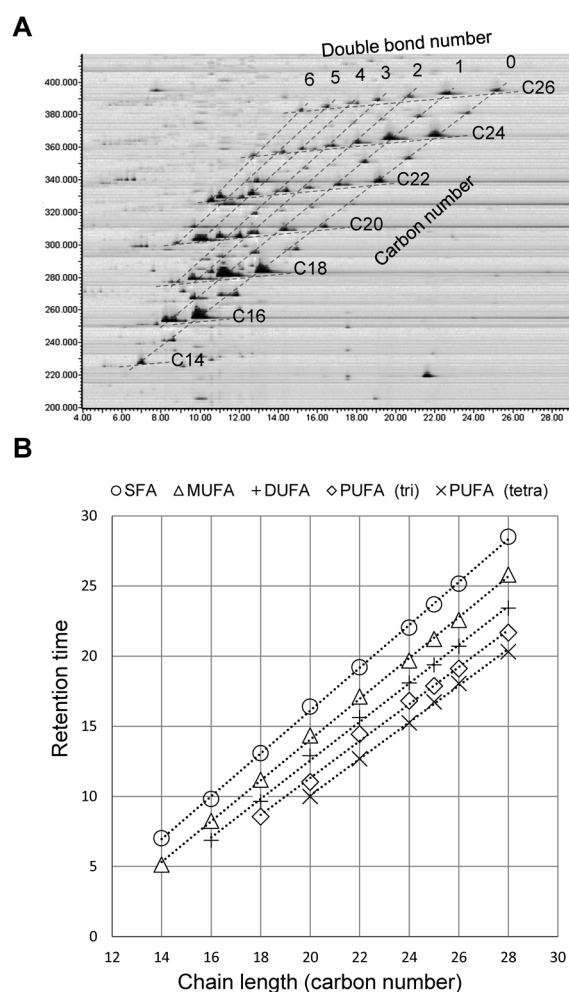 A
Double bond number
6 5 4 3 2 1 0
400.000
380.000
360.000
340.000
320.000
300.000
280.000
260.000
240.000
220.000
200.000
C26
C24
C22
C20
C18
C16
C14
Carbon number
4.00 6.00 8.00 10.00 12.00 14.00 16.00 18.00 20.00 22.00 24.00 26.00 28.00
B
SFA MUFA DUFA PUFA (tri) PUFA (tetra)
30
25
20
15
10
5
0
Retention time
12 14 16 18 20 22 24 26 28 30
Chain length (carbon number)